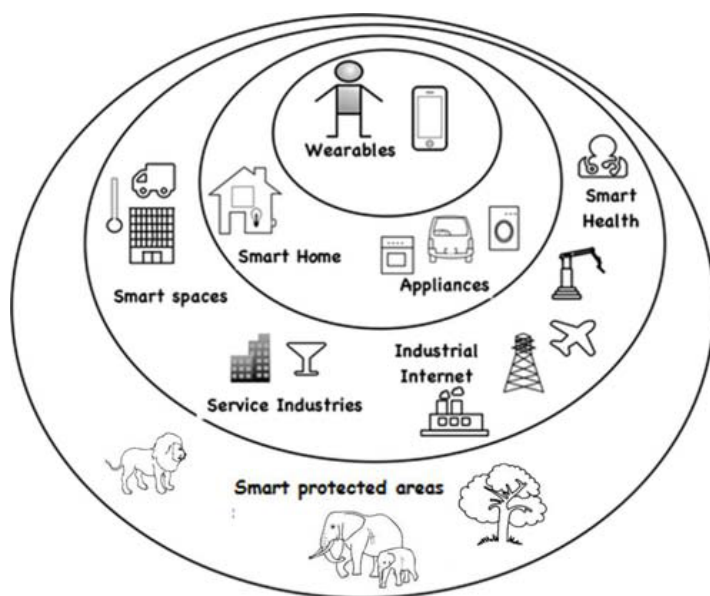 Wearables
Smart
Health
Smart Home
Appliances
Smart spaces
Industrial
Internet
Service Industries
Smart protected areas